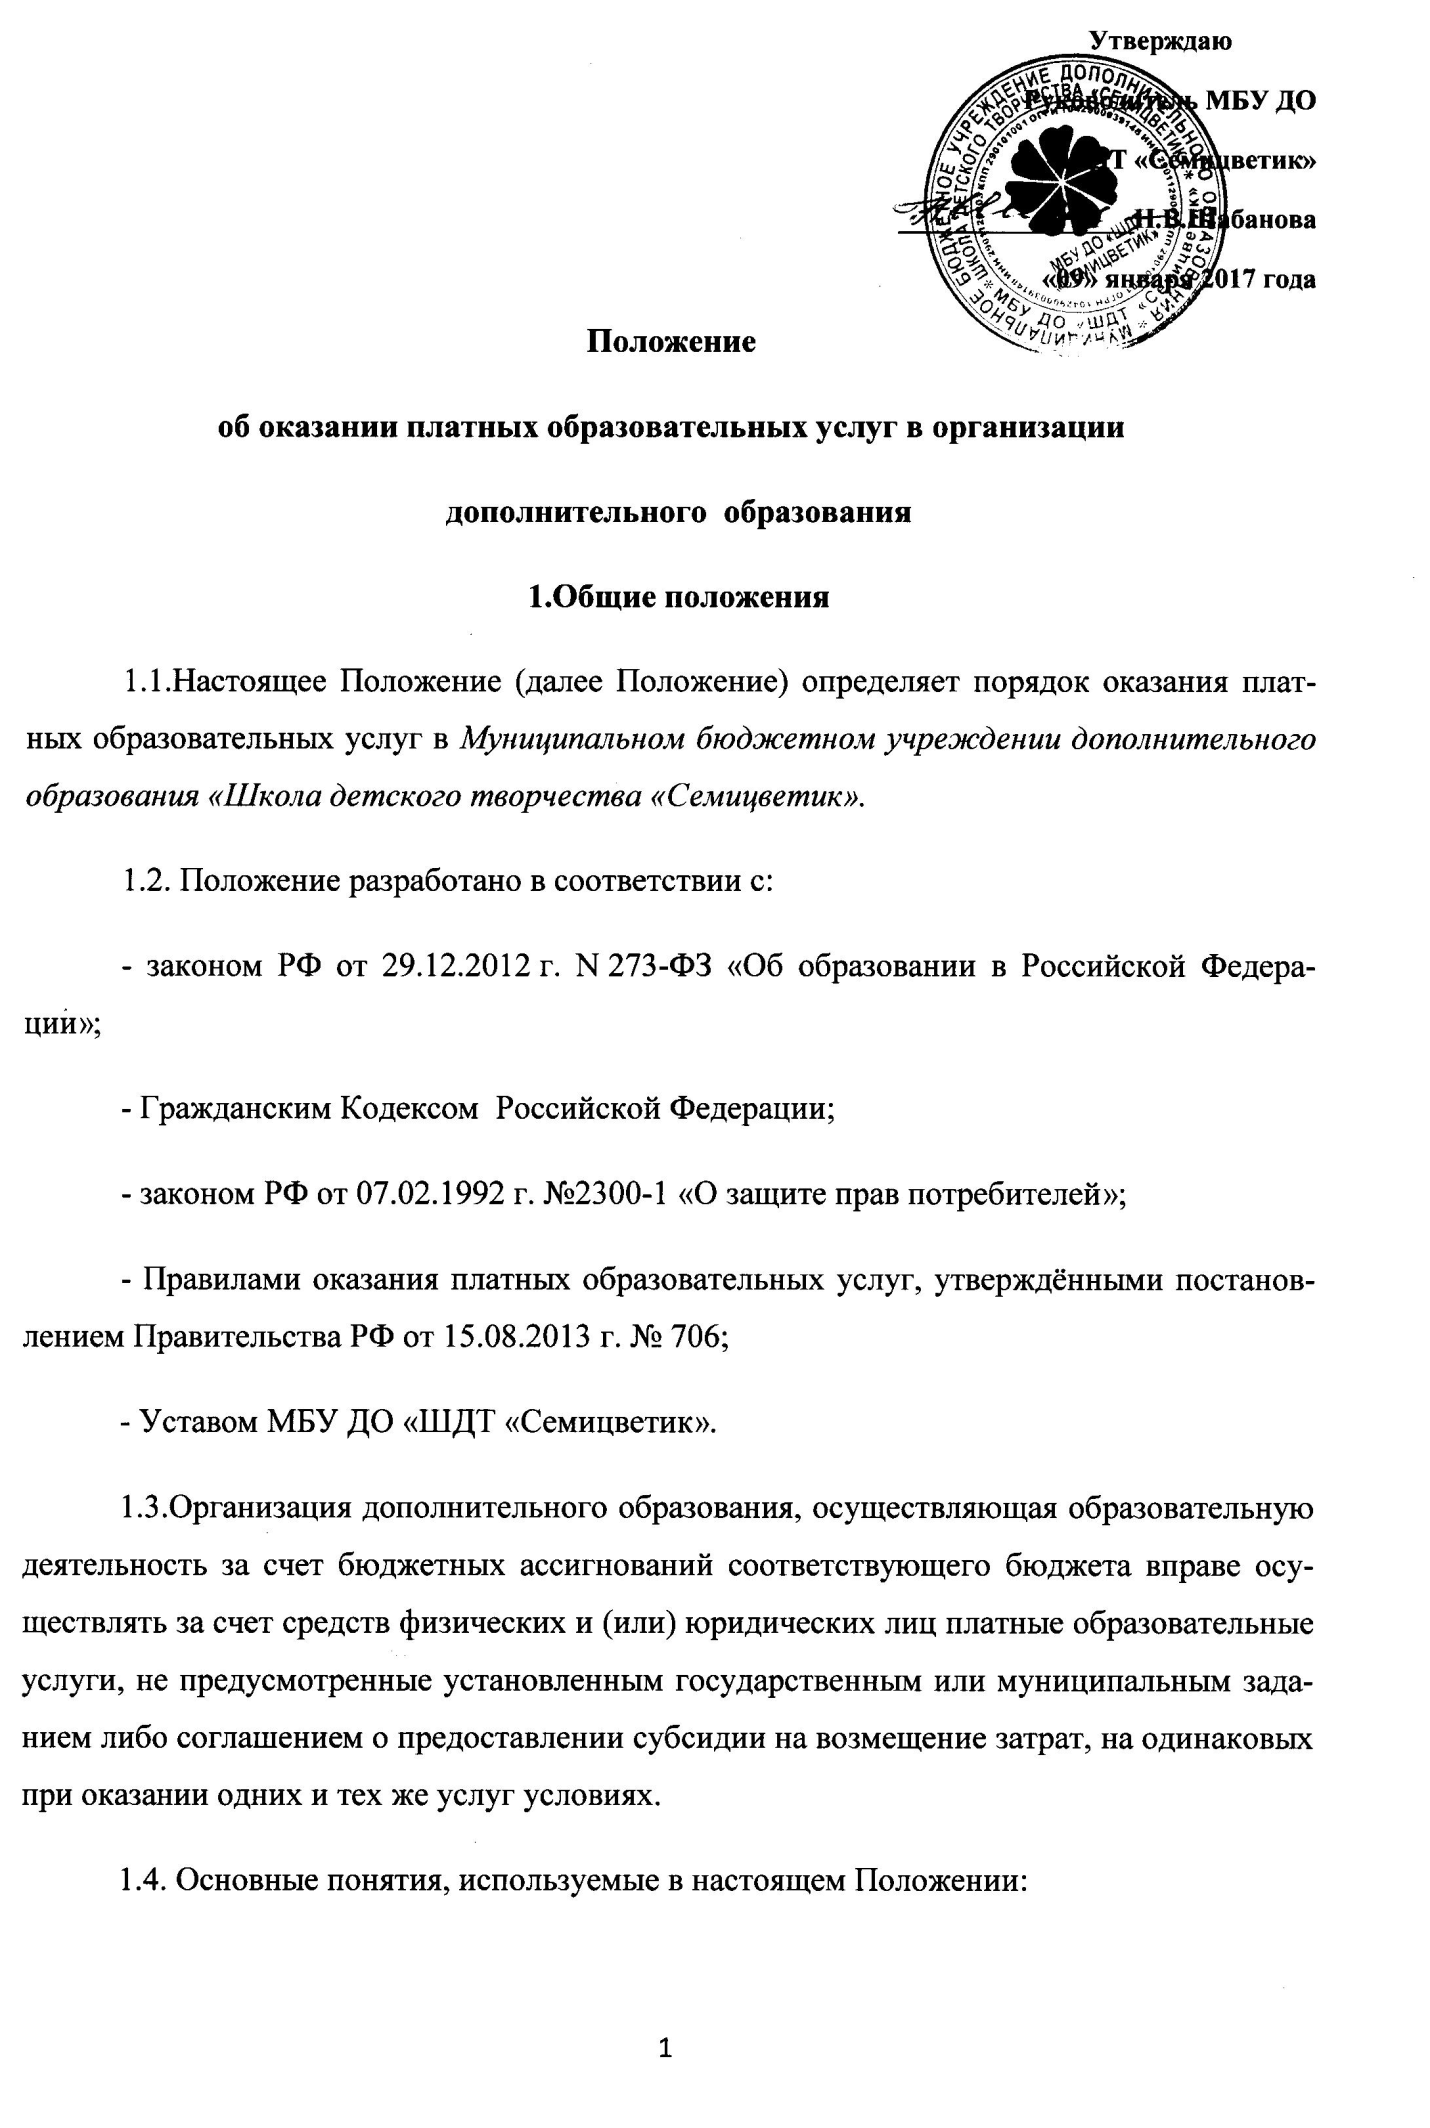 Утверждаю
Руководитель МБУ ДО
ДТ «Семицветик»
Н.В.Шабанова
«09» января 2017 года
МБУ ДО «ШДТ
«СЕМИЦВЕТИК»
Положение
об оказании платных образовательных услуг в организации
дополнительного образования
1.Общие положения
1.1.Настоящее Положение (далее Положение) определяет порядок оказания плат-
ных образовательных услуг в Муниципальном бюджетном учреждении дополнительного
образования «Школа детского творчества «Семицветик».
1.2. Положение разработано в соответствии с:
- законом РФ от 29.12.2012 г. N 273-ФЗ «Об образовании в Российской Федера-
ции»;
- Гражданским Кодексом Российской Федерации;
- законом РФ от 07.02.1992 г. №2300-1 «О защите прав потребителей»;
- Правилами оказания платных образовательных услуг, утверждёнными постанов-
лением Правительства РФ от 15.08.2013 г. № 706;
- Уставом МБУ ДО «ШДТ «Семицветик».
1.3.Организация дополнительного образования, осуществляющая образовательную
деятельность за счет бюджетных ассигнований соответствующего бюджета вправе осу-
ществлять за счет средств физических и (или) юридических лиц платные образовательные
услуги, не предусмотренные установленным государственным или муниципальным зада-
нием либо соглашением о предоставлении субсидии на возмещение затрат, на одинаковых
при оказании одних и тех же услуг условиях.
1.4. Основные понятия, используемые в настоящем Положении:
1